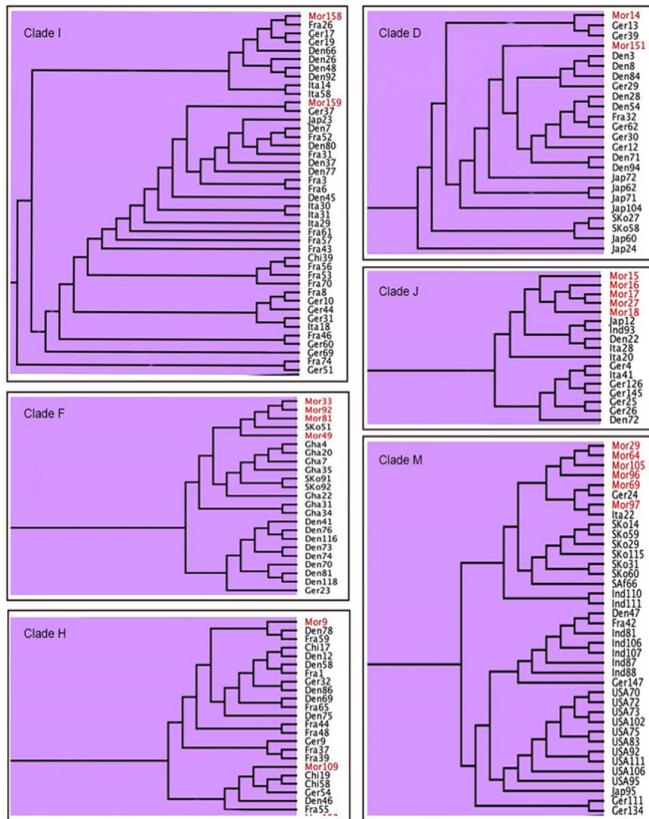 Clade I
Mor158
Fra26
Ger17
Ger19
Den66
Den26
Den48
Den92
Ita14
Ita58
Mor159
Ger37
Jap23
Den7
Fra52
Den80
Fra31
Den37
Den77
Fra3
Fra6
Den45
Ita30
Ita31
Ita29
Fra61
Fra57
Fra43
Chi39
Fra56
Fra53
Fra70
Fra8
Ger10
Ger44
Ger31
Ita18
Fra46
Ger60
Ger69
Fra74
Ger51
Clade F
Mor33
Mor92
Mor81
SKo51
Mor49
Gha4
Gha20
Gha7
Gha35
SKo91
SKo92
Gha22
Gha31
Gha34
Den41
Den76
Den116
Den73
Den74
Den70
Den81
Den118
Ger23
Clade H
Mor9
Den78
Fra59
Chi17
Den12
Den58
Fra1
Ger32
Den86
Den69
Fra65
Den75
Fra44
Fra48
Ger9
Fra37
Fra39
Mor109
Chi19
Chi58
Ger54
Den46
Fra55
Clade D
Mor14
Ger13
Ger39
Mor151
Den3
Den8
Den84
Ger29
Den28
Den54
Fra32
Ger62
Ger30
Ger12
Den71
Den94
Jap72
Jap62
Jap71
Jap104
SKo27
SKo58
Jap60
Jap24
Clade J
Mor15
Mor16
Mor17
Mor27
Mor18
Jap12
Ind93
Den22
Ita28
Ita20
Ger4
Ita41
Ger126
Ger145
Ger25
Ger26
Den72
Clade M
Mor29
Mor64
Mor105
Mor96
Mor69
Ger24
Mor97
Ita22
SKo14
SKo59
SKo29
SKo115
SKo31
SKo60
SAf66
Ind110
Ind111
Den47
Fra42
Ind81
Ind106
Ind107
Ind87
Ind88
Ger147
USA70
USA72
USA73
USA102
USA75
USA83
USA92
USA111
USA106
USA95
Jap95
Ger111
Ger134